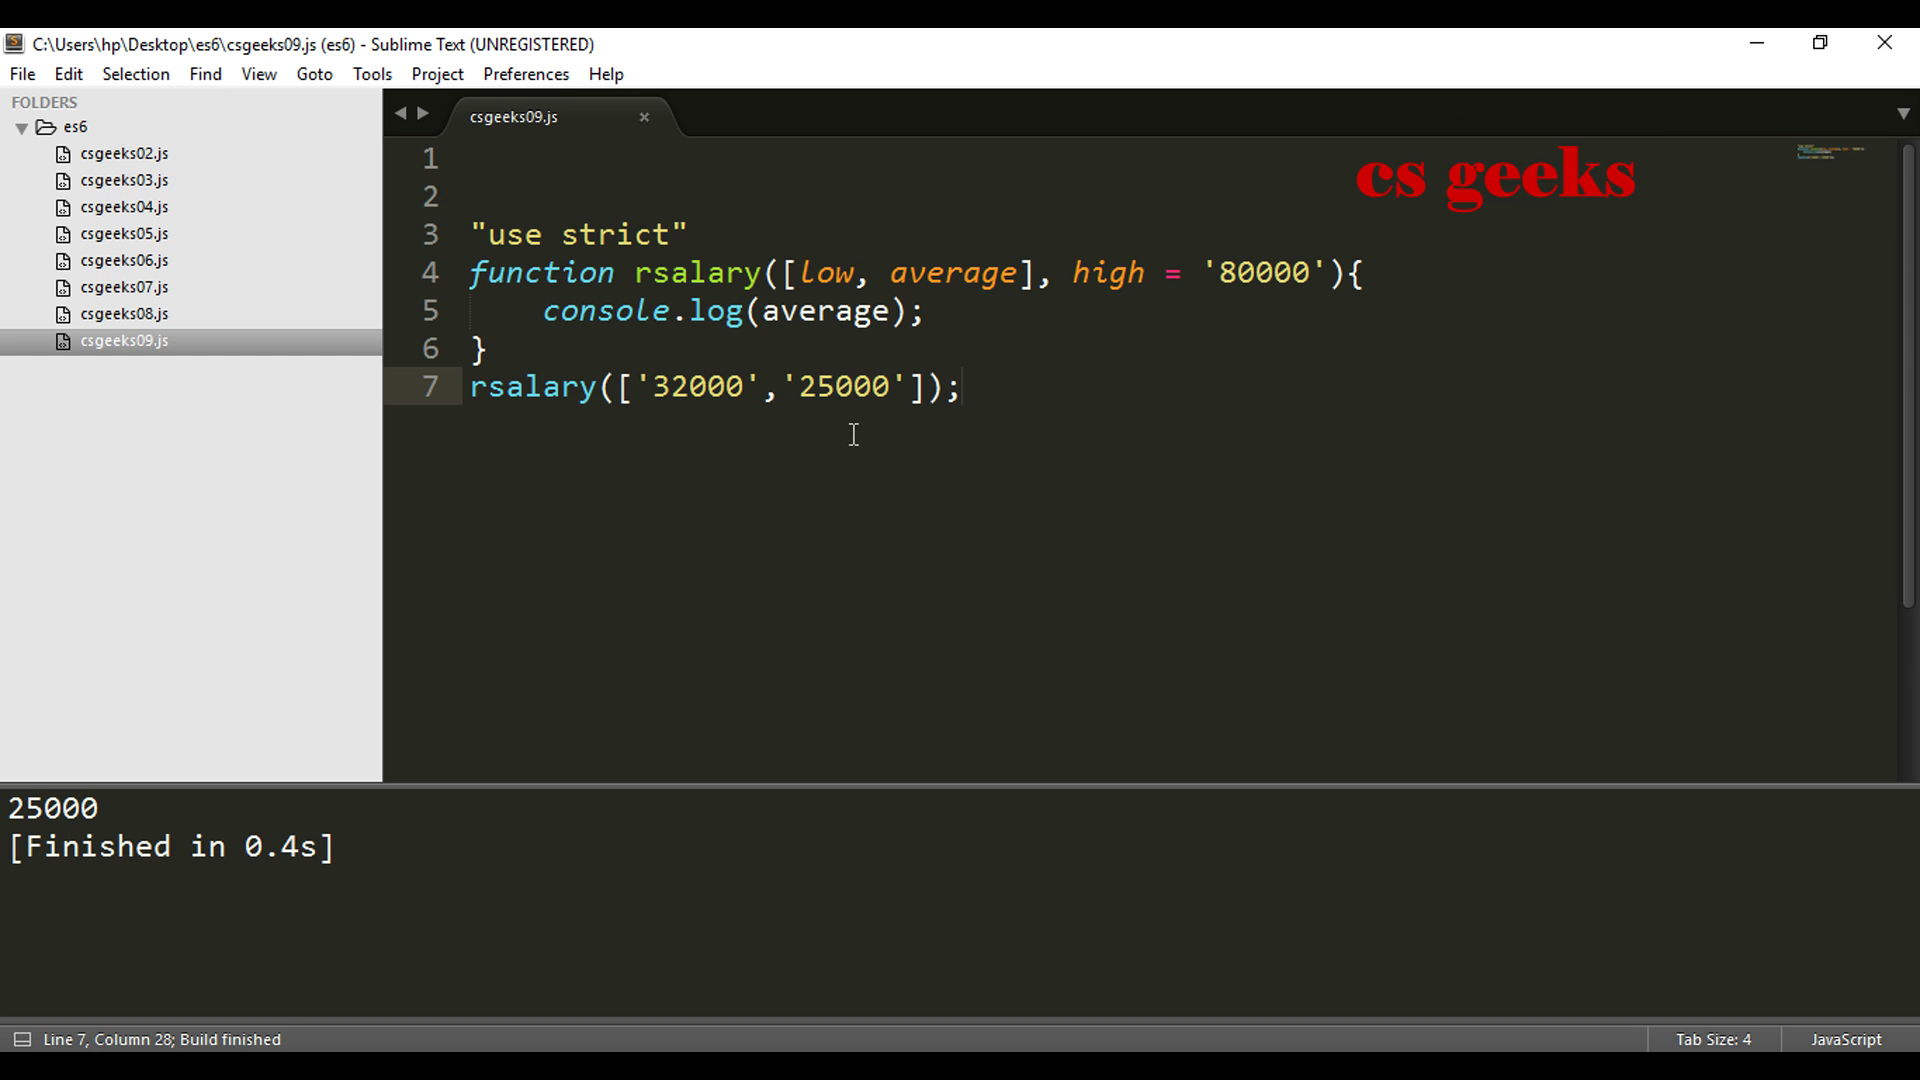 C:\Users\hp\Desktop\es6\csgeeks09.js (es6) - Sublime Text (UNREGISTERED)
File Edit Selection Find View Goto Tools Project Preferences Help
FOLDERS
es6
csgeeks02.js
csgeeks03.js
csgeeks04.js
csgeeks05.js
csgeeks06.js
csgeeks07.js
csgeeks08.js
csgeeks09.js
csgeeks09.js ×
cs geeks
1
2
3 "use strict"
4 function rsalary([low, average], high = '80000'){
5     console.log(average);
6 }
7 rsalary(['32000','25000']);
25000
[Finished in 0.4s]
Line 7, Column 28; Build finished Tab Size: 4 JavaScript